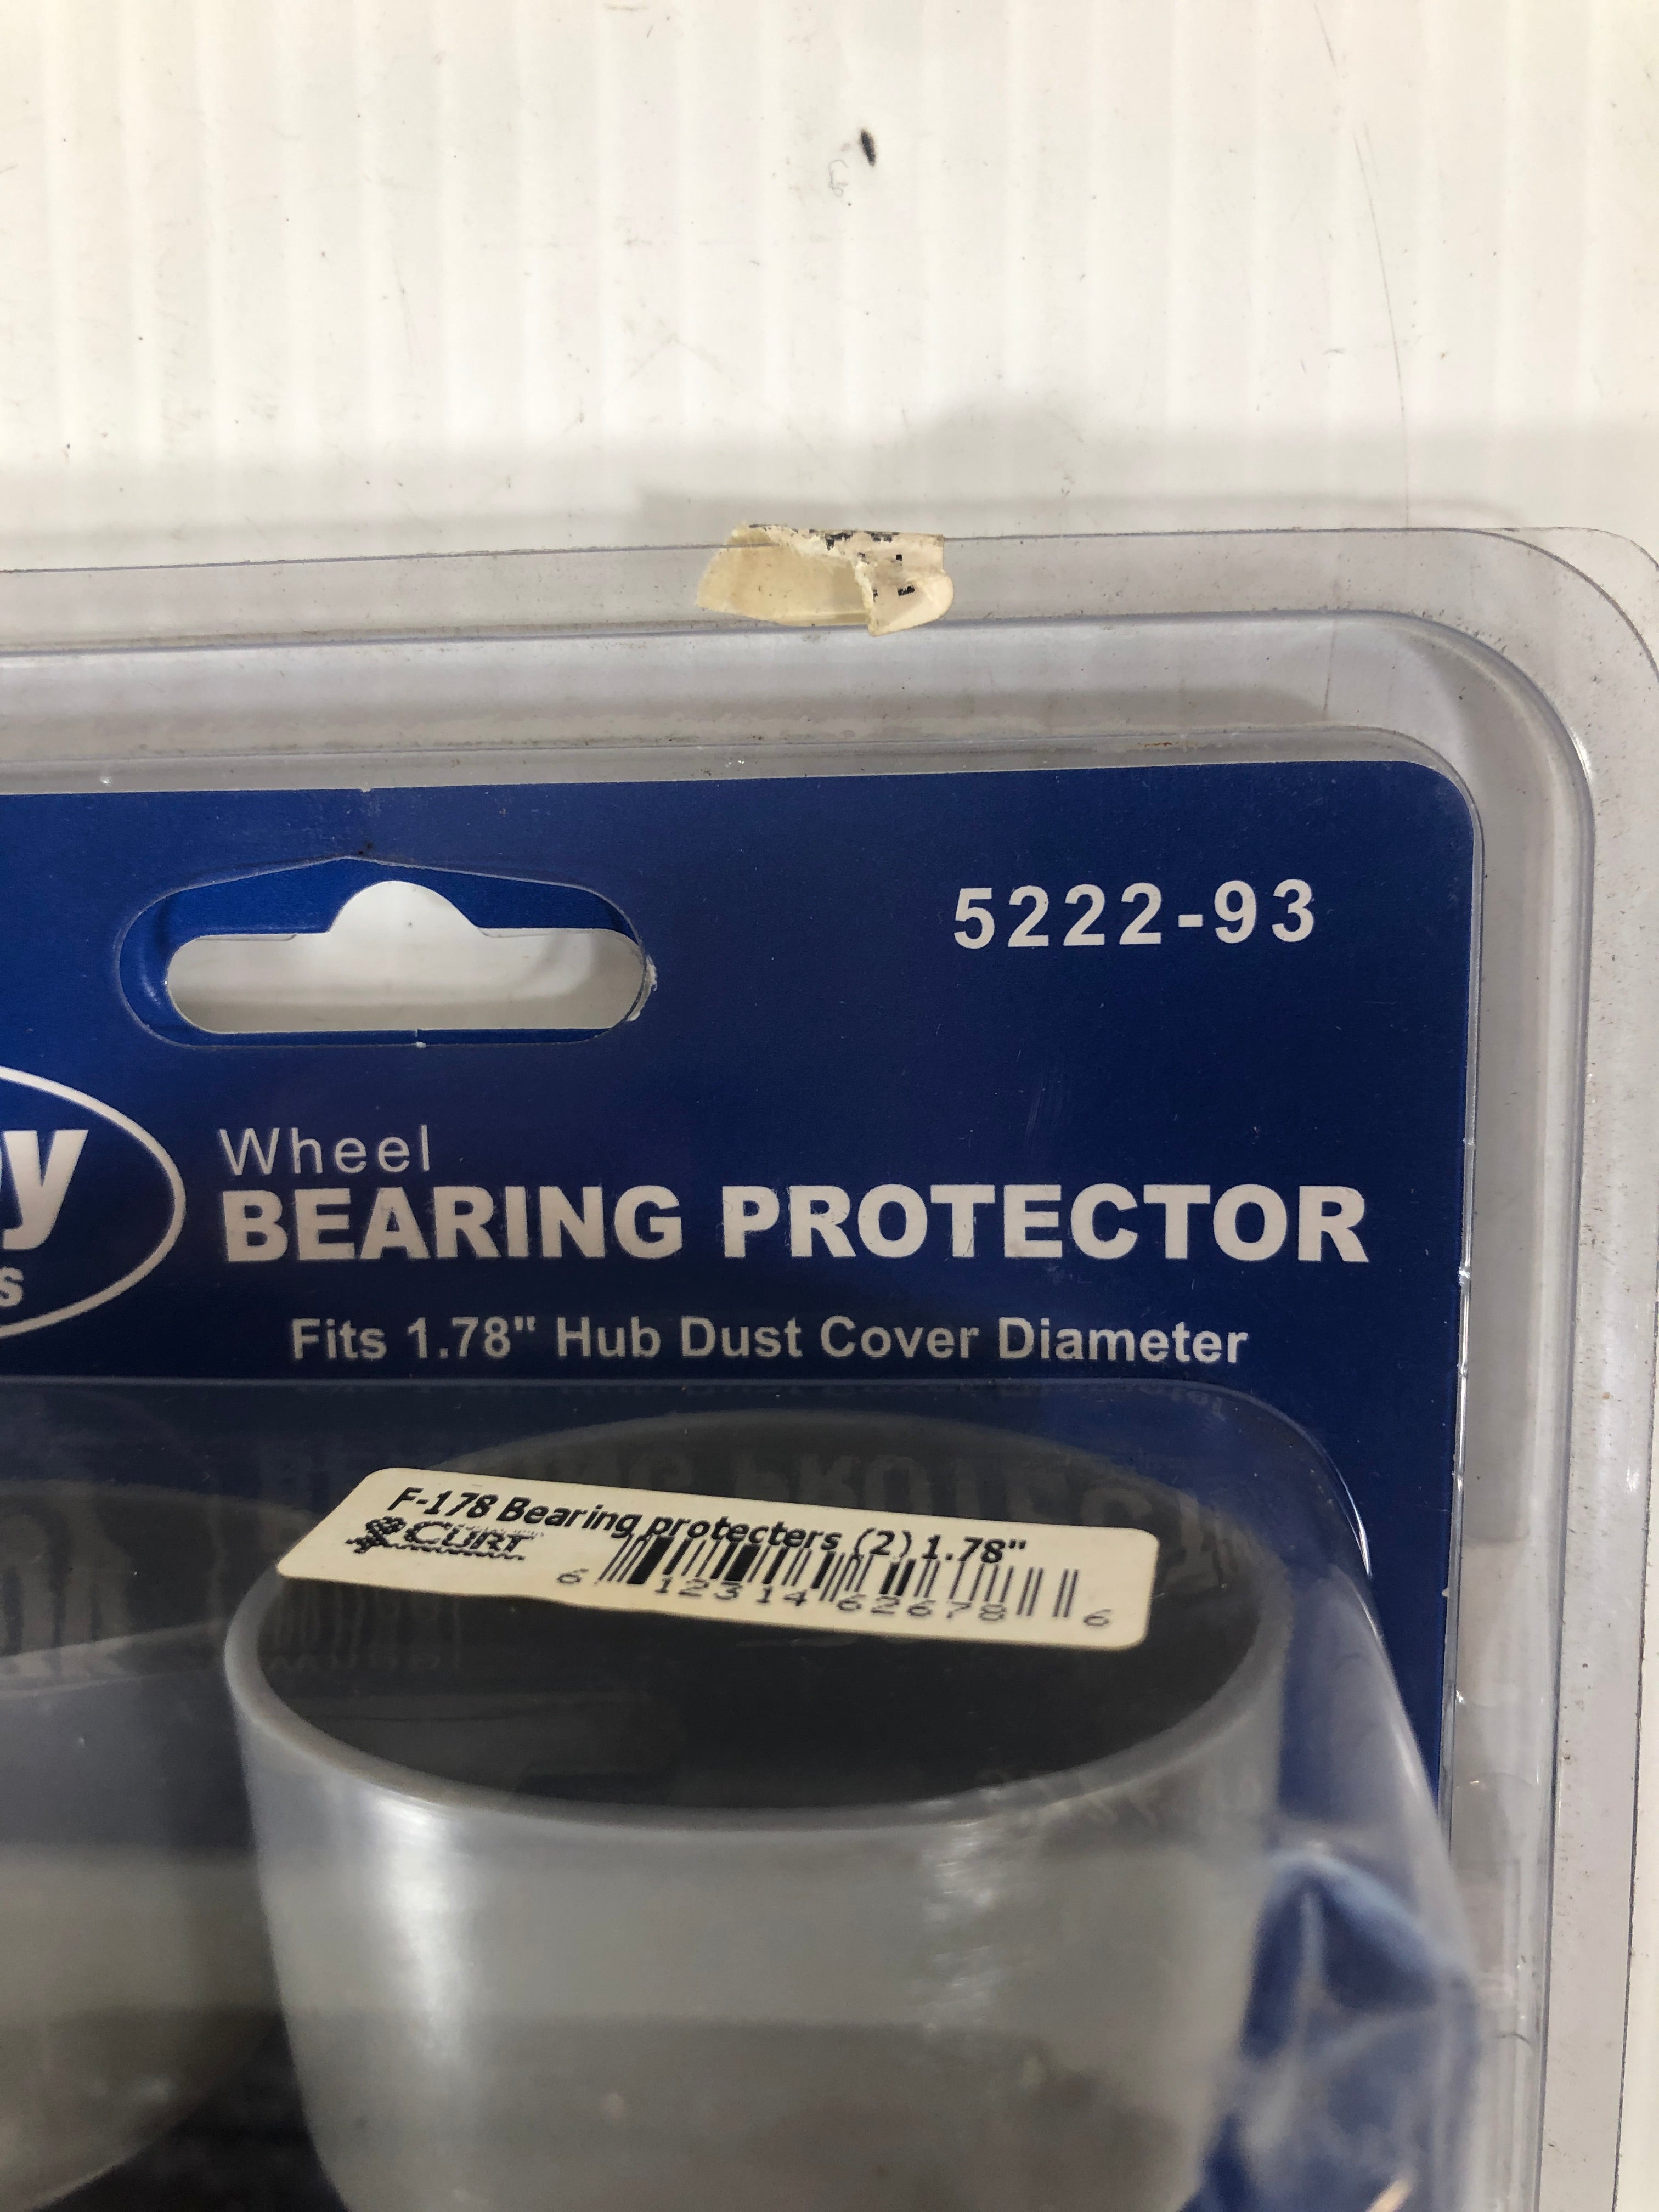 5222-93
Wheel
BEARING PROTECTOR
Fits 1.78" Hub Dust Cover Diameter
F-178 Bearing protecters (2) 1.78"
CURT
6 12314 62678 6